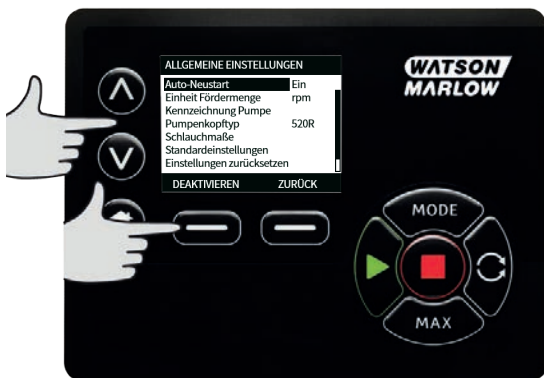 ALLGEMEINE EINSTELLUNGEN
WATSON
MARLOW
Auto-Neustart Ein
Einheit Fördermenge rpm
Kennzeichnung Pumpe
Pumpenkopftyp 520R
Schlauchmaße
Standardeinstellungen
Einstellungen zurücksetzen
DEAKTIVIEREN ZURÜCK
MODE
MAX